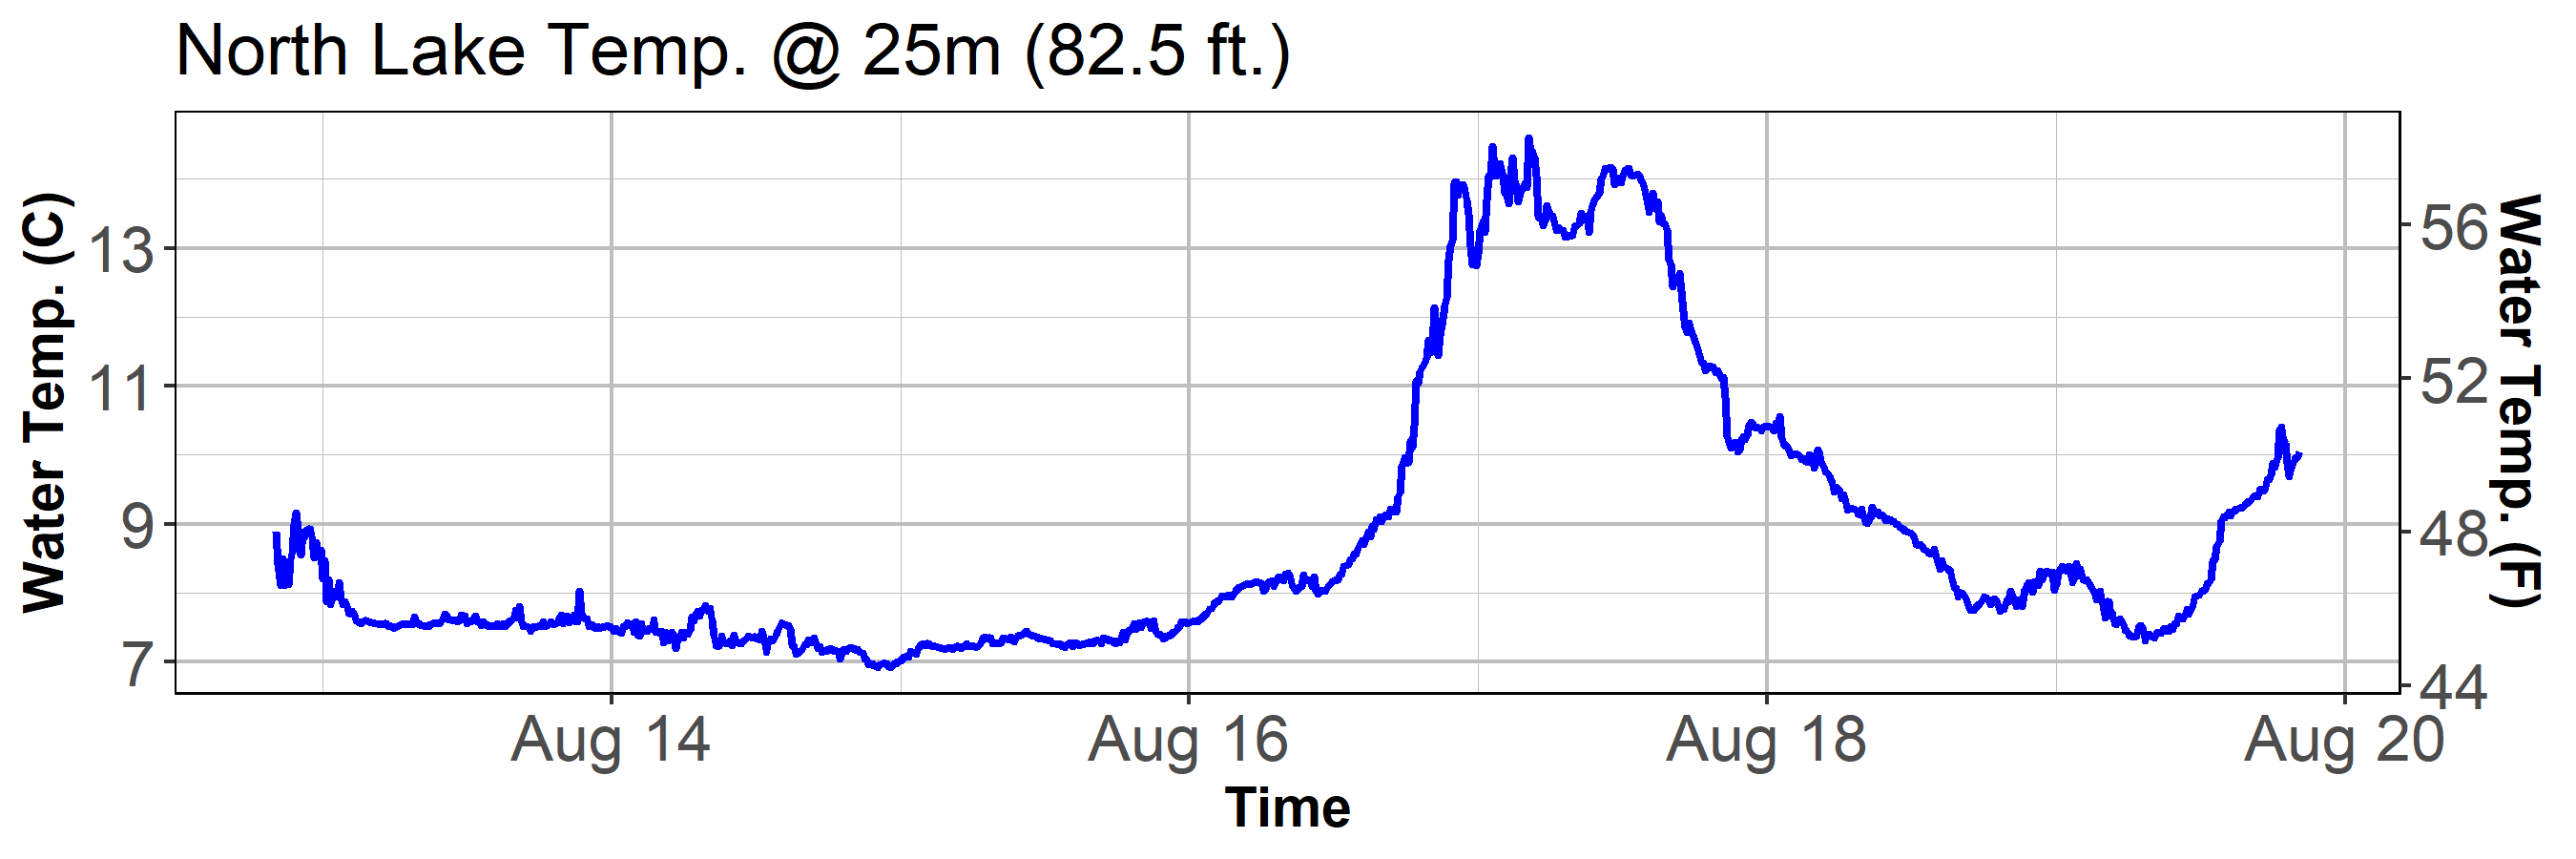 North Lake Temp. @ 25m (82.5 ft.)
Water Temp. (C)
13
11
9
7
56
52
48
44
Water Temp. (F)
Aug 14 Aug 16 Aug 18 Aug 20
Time